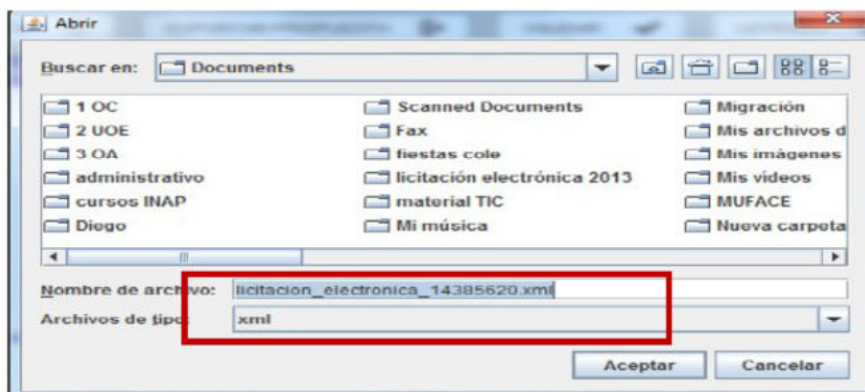 Abrir
Buscar en: Documents
1 OC
2 UOE
3 OA
administrativo
cursos INAP
Diego
Scanned Documents
Fax
fiestas cole
licitación electrónica 2013
material TIC
Mi música
Migración
Mis archivos d
Mis imágenes
Mis vídeos
MUFACE
Nueva carpeta
Nombre de archivo: licitacion_electronica_14385620.xml
Archivos de tipo: xml
Aceptar Cancelar